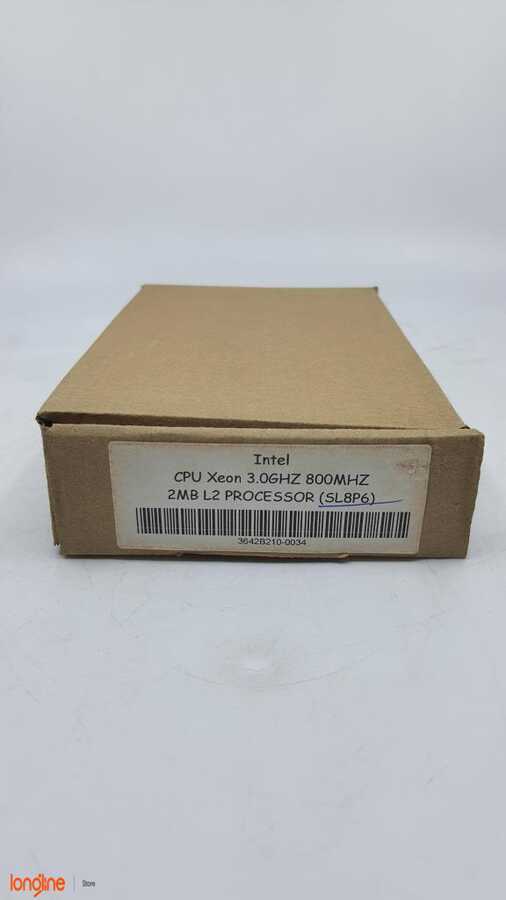 Intel
CPU Xeon 3.0GHZ 800MHZ
2MB L2 PROCESSOR (SL8P6)
3642B210-0034
longline Store